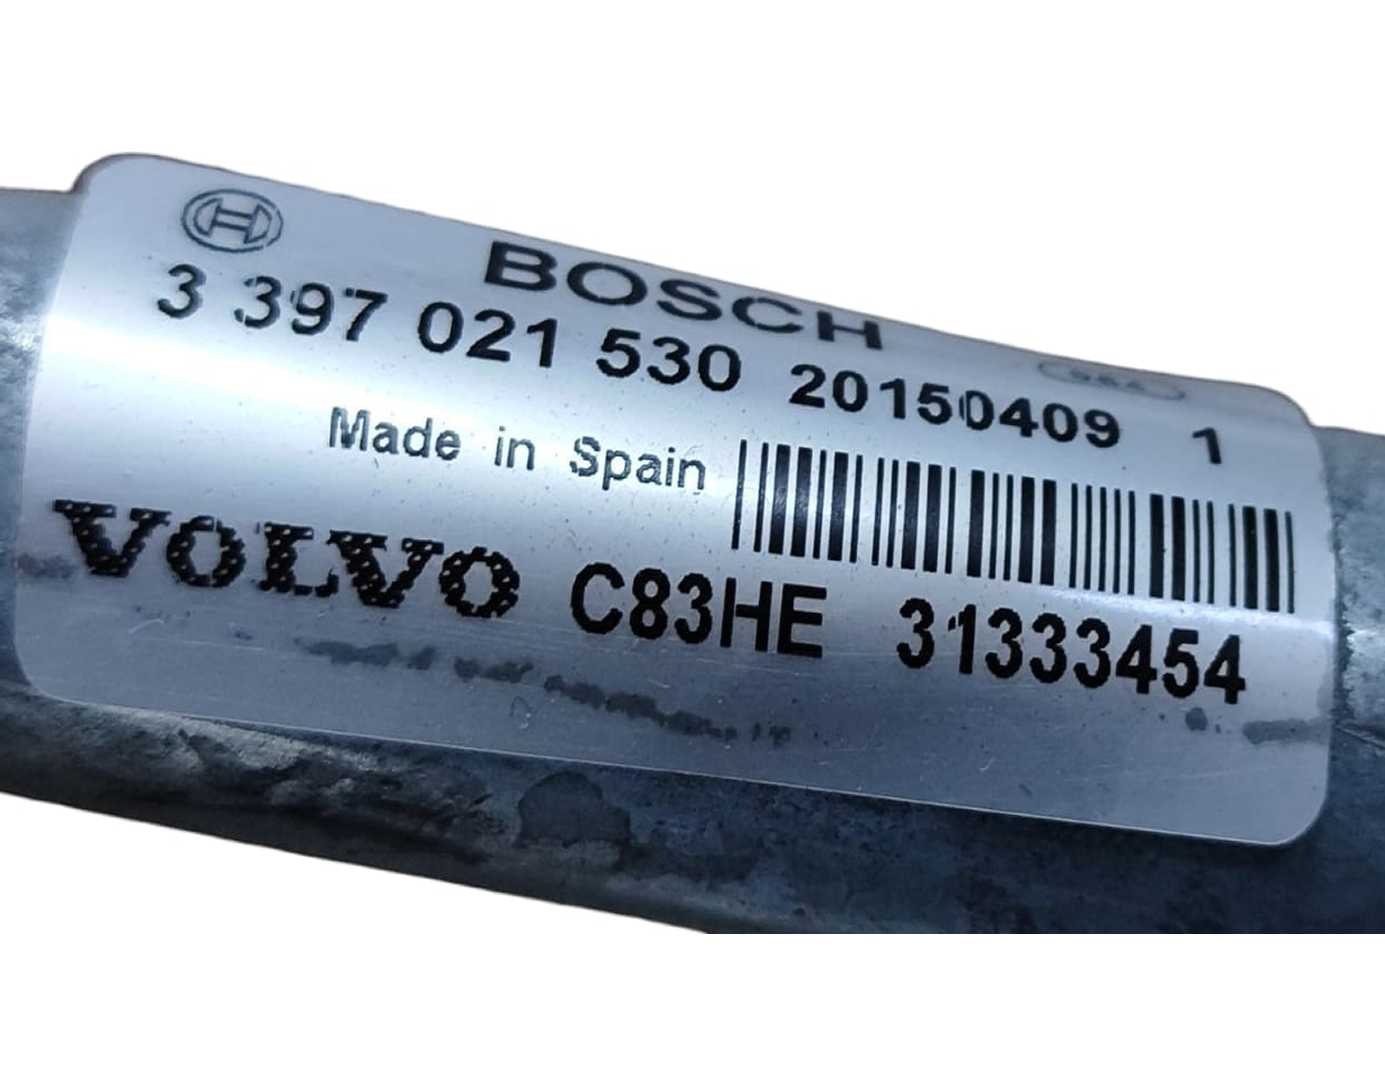 BOSCH
3 397 021 530 20150409 1
Made in Spain
VOLVO C83HE 31333454